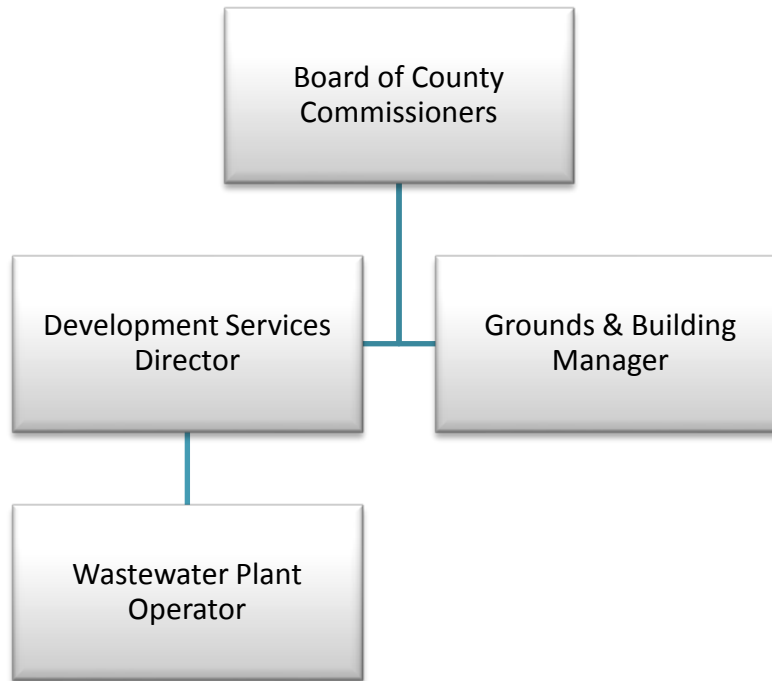 Board of County
Commissioners
Development Services
Director
Grounds & Building
Manager
Wastewater Plant
Operator